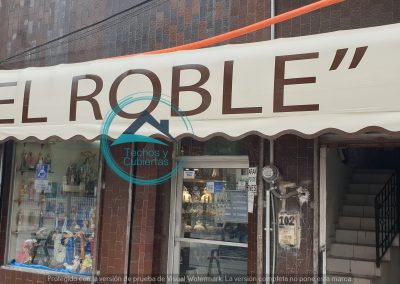 EL ROBLE”
Techos y
Cubiertas
102
Protegido con la versión de prueba de Visual Watermark. La versión completa no pone esta marca.